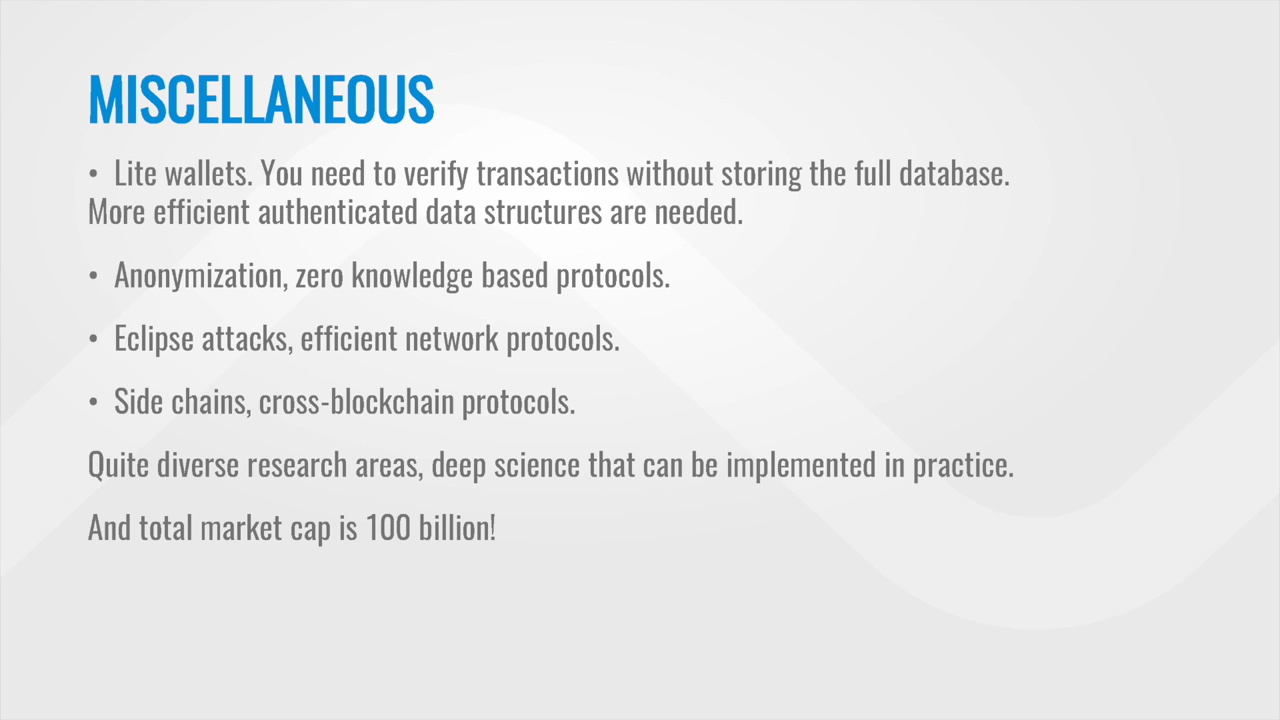 MISCELLANEOUS
• Lite wallets. You need to verify transactions without storing the full database.
More efficient authenticated data structures are needed.
• Anonymization, zero knowledge based protocols.
• Eclipse attacks, efficient network protocols.
• Side chains, cross-blockchain protocols.
Quite diverse research areas, deep science that can be implemented in practice.
And total market cap is 100 billion!